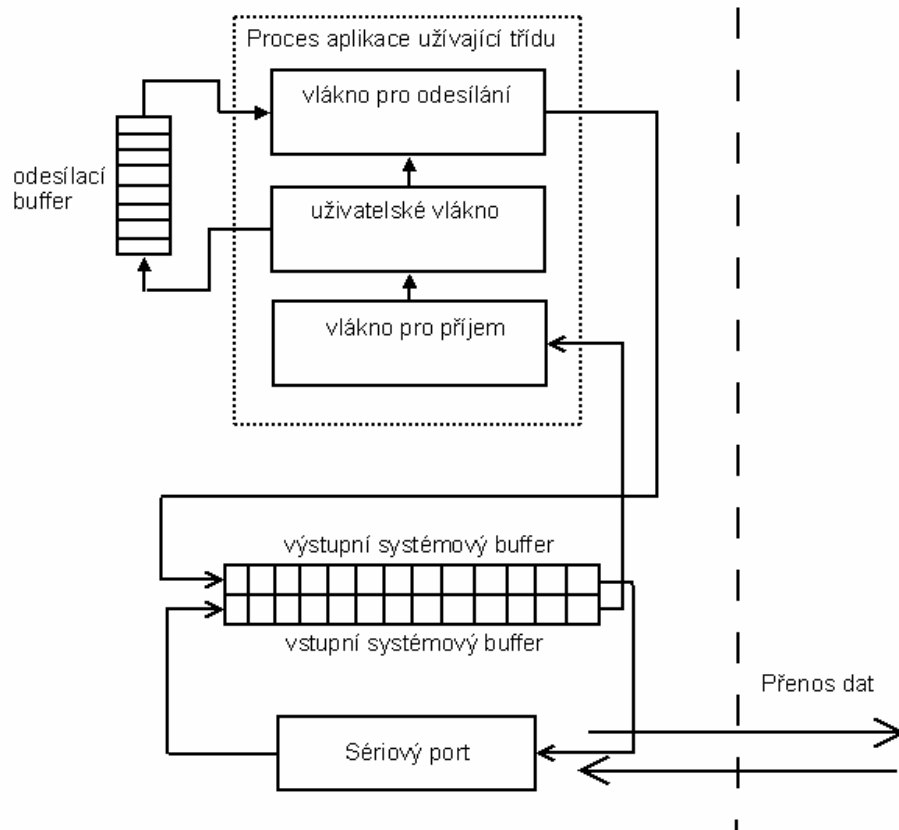 Proces aplikace užívající třídu
vlákno pro odesílání
odesílací
buffer
uživatelské vlákno
vlákno pro příjem
výstupní systémový buffer
vstupní systémový buffer
Přenos dat
Sériový port